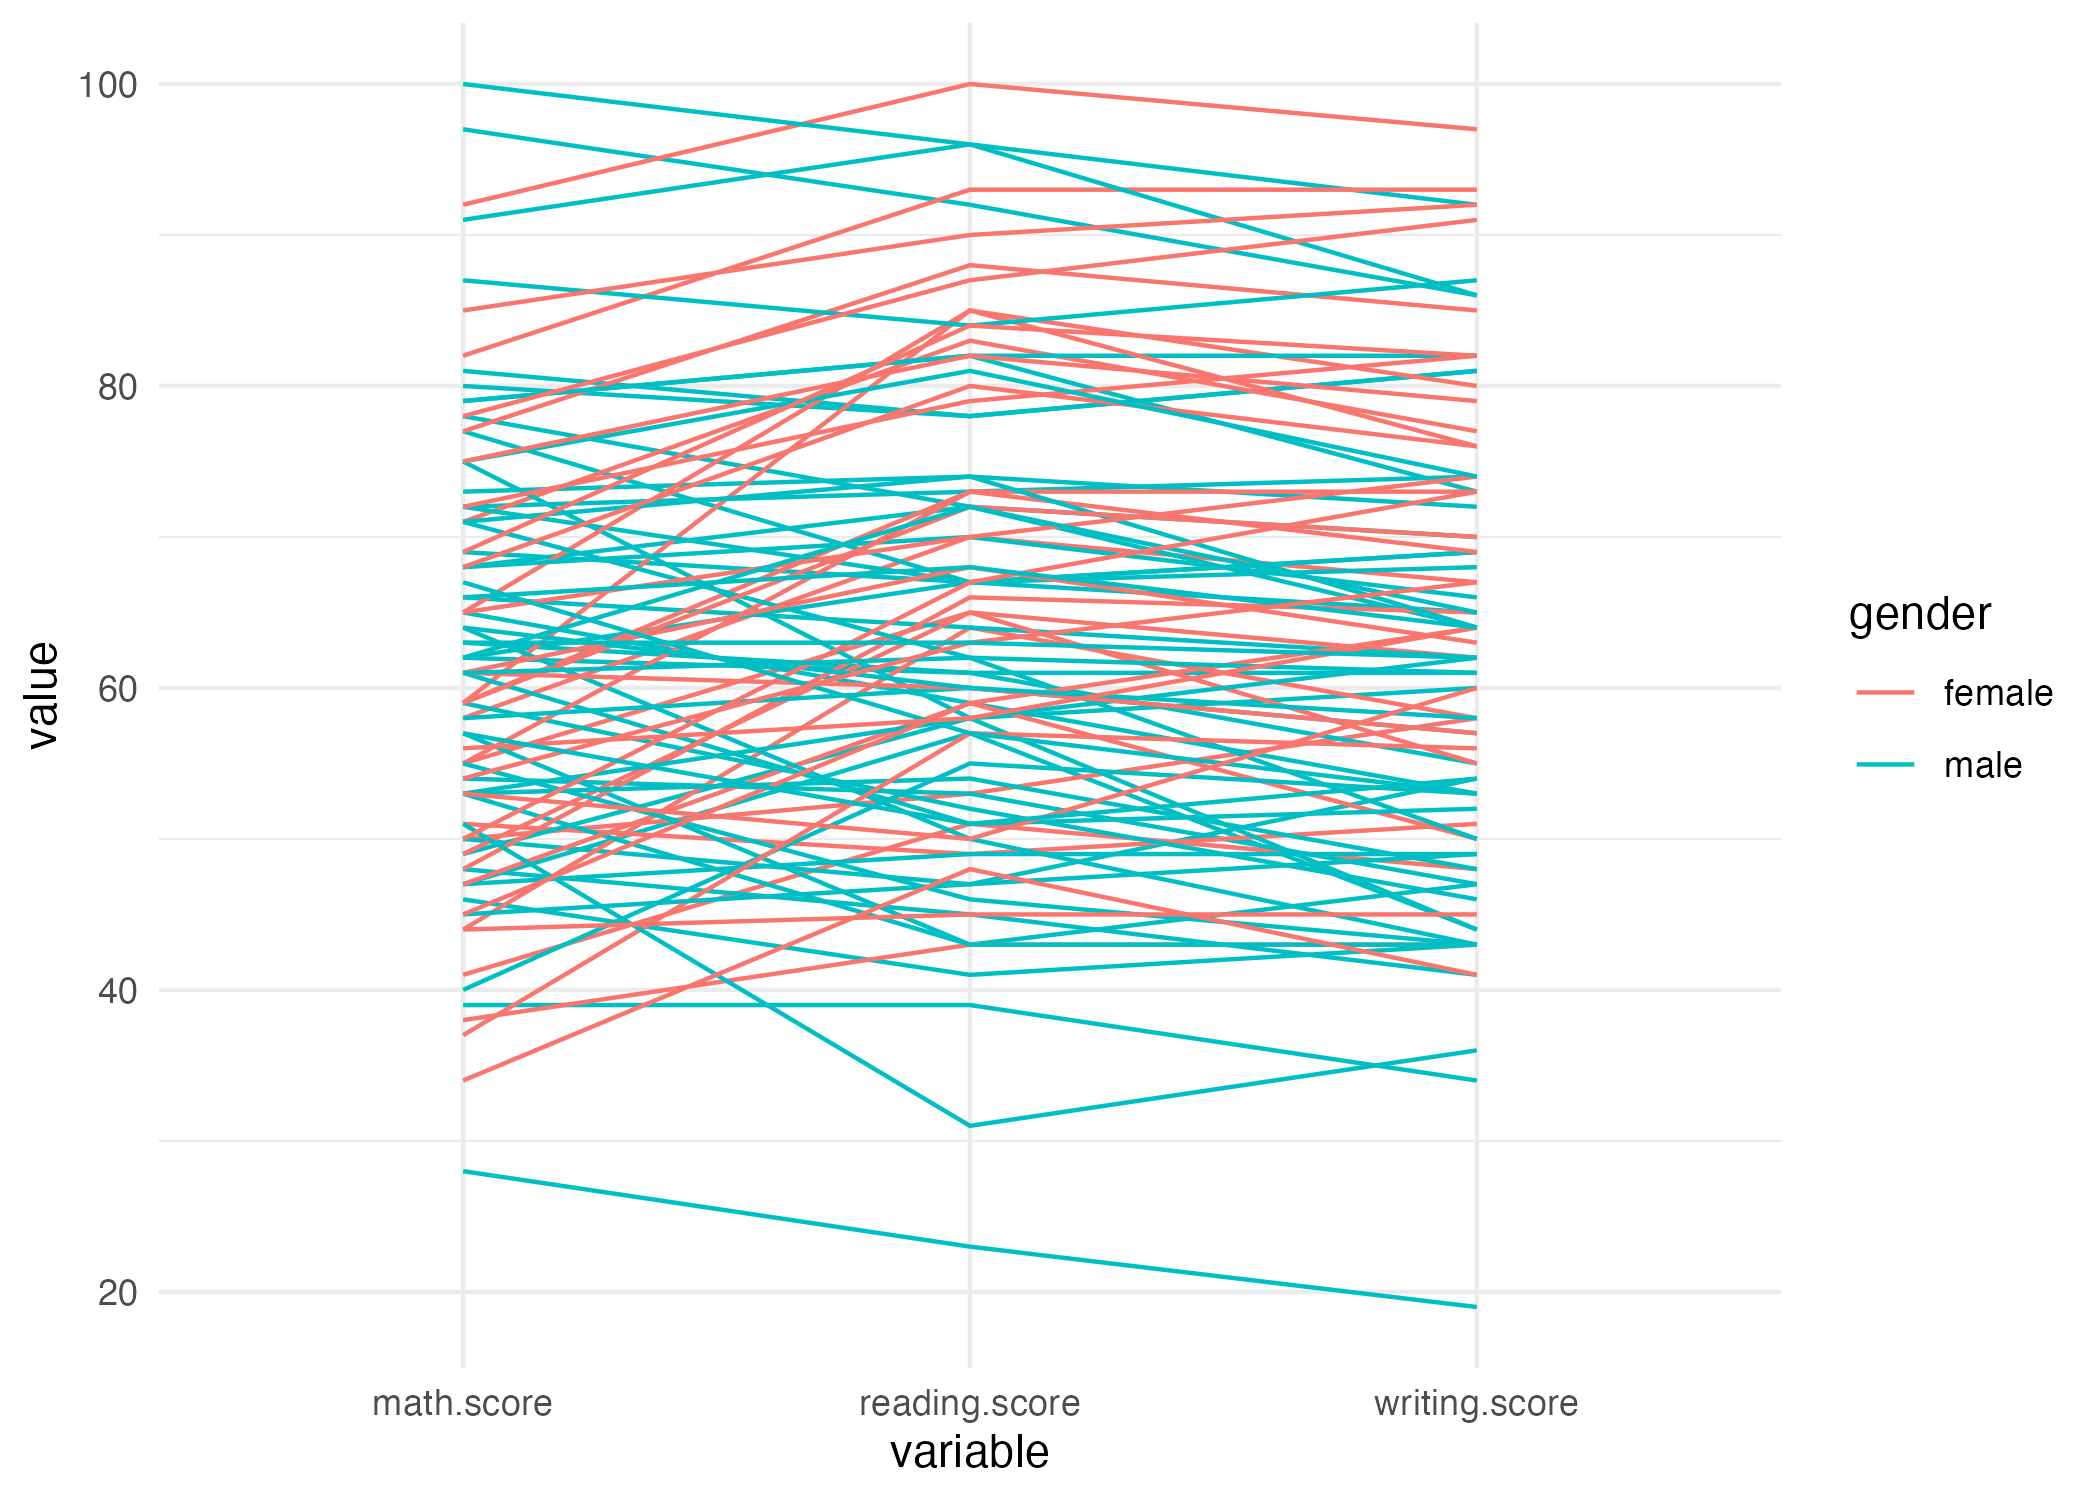 100
80
60
40
20
value
math.score
reading.score
writing.score
variable
gender
female
male